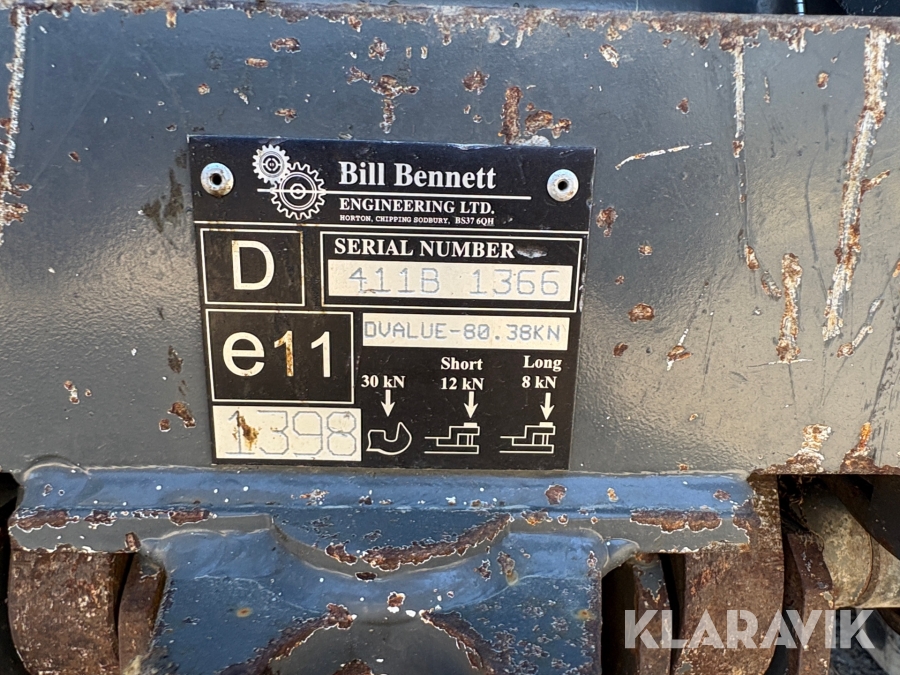 Bill Bennett
ENGINEERING LTD.
HORTON, CHIPPING SODBURY, BS37 6QH
D
SERIAL NUMBER
411B 1366
e11
DVALUE-80.38KN
30 kN
Short
12 kN
Long
8 kN
1398
KLARAVIK